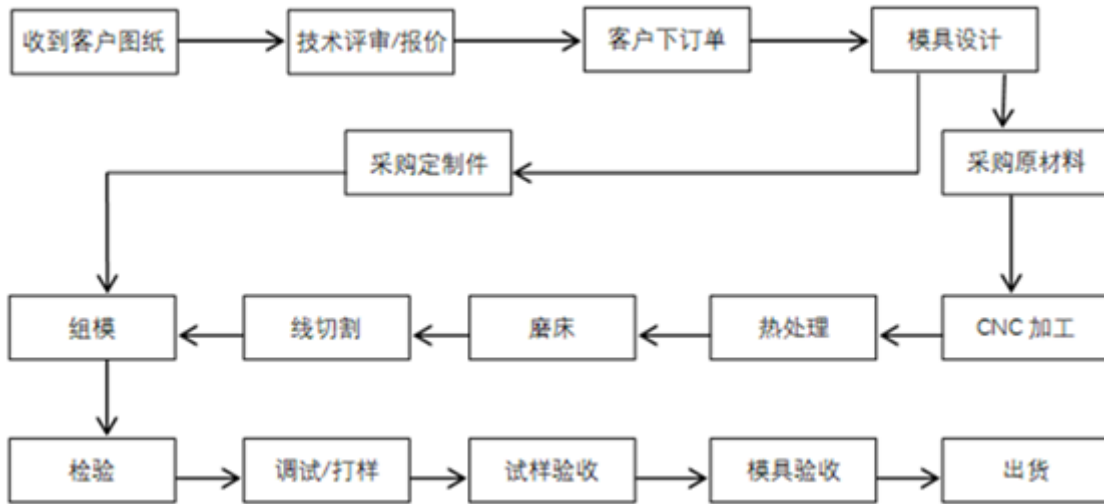 收到客户图纸
技术评审/报价
客户下订单
模具设计
采购定制件
采购原材料
组模
线切割
磨床
热处理
CNC 加工
检验
调试/打样
试样验收
模具验收
出货